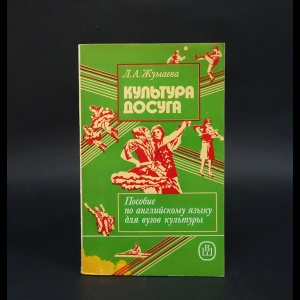 Л.А. Жумаева
КУЛЬТУРА
ДОСУГА
Пособие
по английскому языку
для вузов культуры